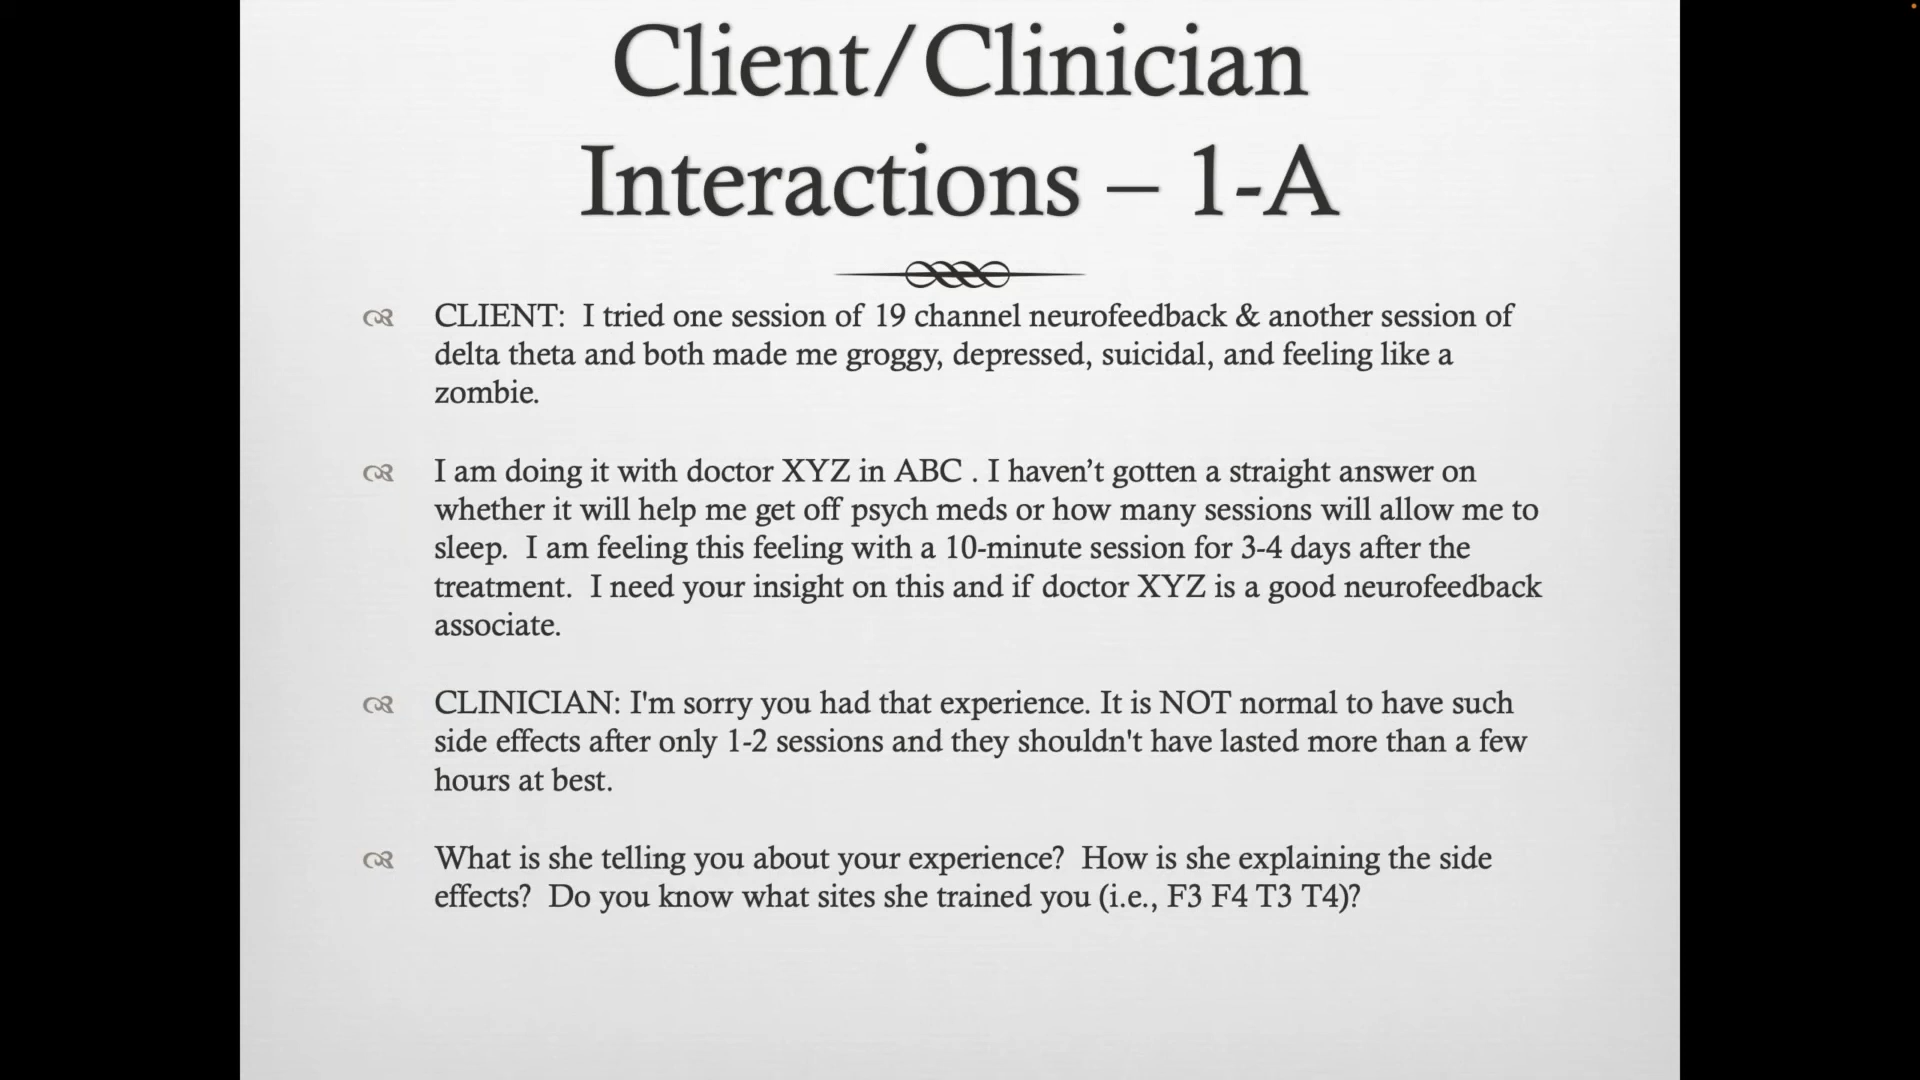 Client/Clinician
Interactions – 1-A
CLIENT:  I tried one session of 19 channel neurofeedback & another session of
delta theta and both made me groggy, depressed, suicidal, and feeling like a
zombie.
I am doing it with doctor XYZ in ABC . I haven’t gotten a straight answer on
whether it will help me get off psych meds or how many sessions will allow me to
sleep.  I am feeling this feeling with a 10-minute session for 3-4 days after the
treatment.  I need your insight on this and if doctor XYZ is a good neurofeedback
associate.
CLINICIAN: I'm sorry you had that experience. It is NOT normal to have such
side effects after only 1-2 sessions and they shouldn't have lasted more than a few
hours at best.
What is she telling you about your experience?  How is she explaining the side
effects?  Do you know what sites she trained you (i.e., F3 F4 T3 T4)?